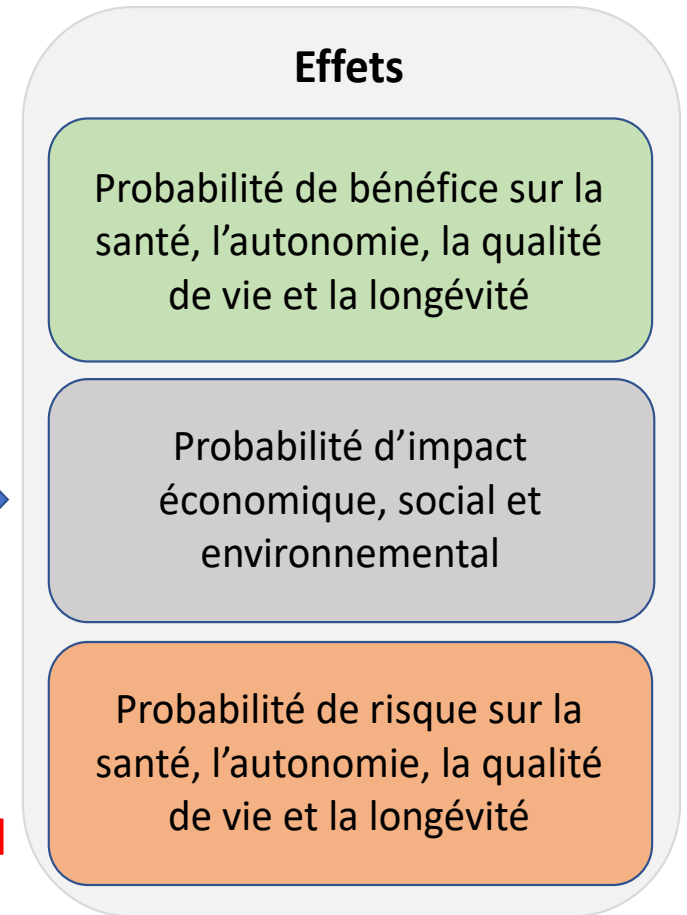 Effets
Probabilité de bénéfice sur la
santé, l’autonomie, la qualité
de vie et la longévité
Probabilité d’impact
économique, social et
environnemental
Probabilité de risque sur la
santé, l’autonomie, la qualité
de vie et la longévité